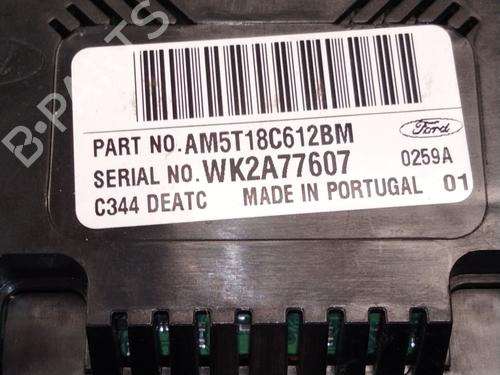 B-PARTS
PART NO.AM5T18C612BM
Ford
SERIAL NO.WK2A77607
0259A
C344 DEATC MADE IN PORTUGAL 01